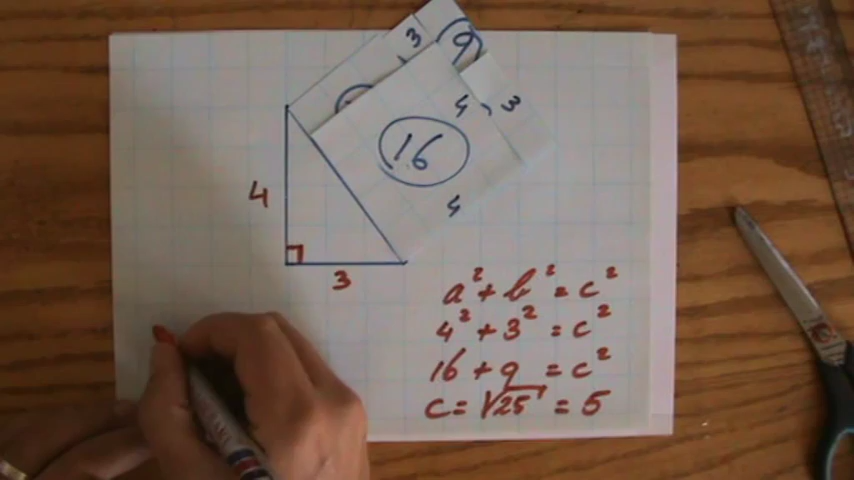 3
9
4
3
16
4
4
3
a² + b² = c²
4² + 3² = c²
16 + 9 = c²
c = √25 = 5